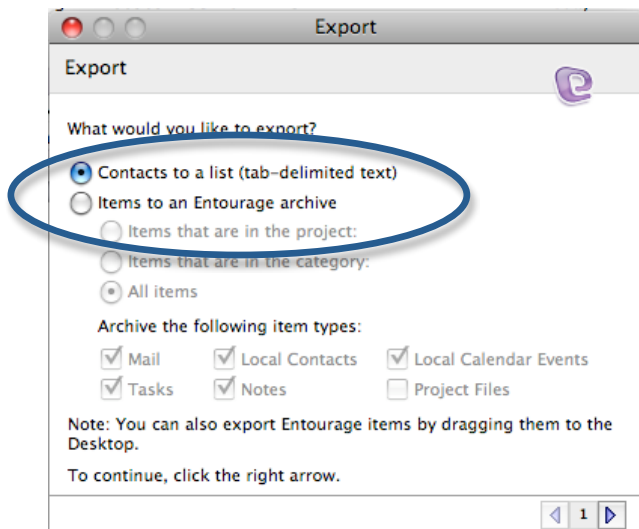 Export
Export
What would you like to export?
Contacts to a list (tab-delimited text)
Items to an Entourage archive
Items that are in the project:
Items that are in the category:
All items
Archive the following item types:
Mail Local Contacts Local Calendar Events
Tasks Notes Project Files
Note: You can also export Entourage items by dragging them to the
Desktop.
To continue, click the right arrow.
1